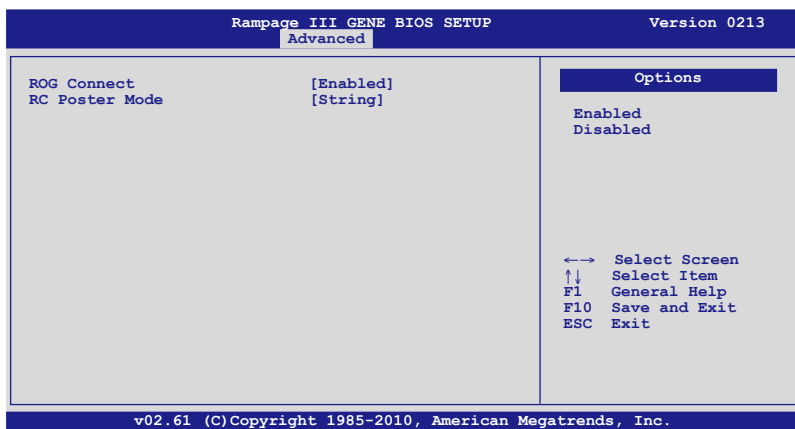 Rampage III GENE BIOS SETUP Version 0213
Advanced
ROG Connect [Enabled]
RC Poster Mode [String]
Options
Enabled
Disabled
←→ Select Screen
↑↓ Select Item
F1 General Help
F10 Save and Exit
ESC Exit
v02.61 (C)Copyright 1985-2010, American Megatrends, Inc.